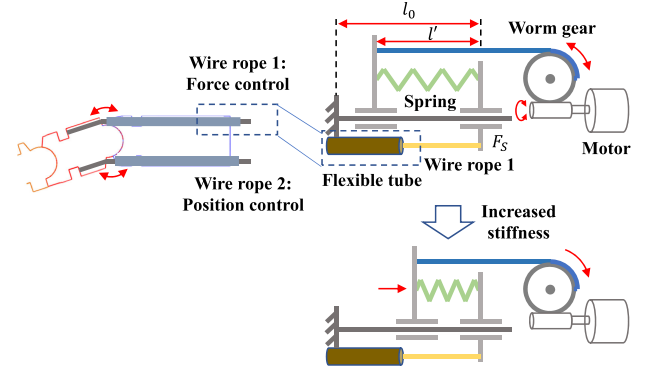 l₀
l'
Worm gear
Wire rope 1:
Force control
Spring
Fₛ
Motor
Wire rope 1
Flexible tube
Wire rope 2:
Position control
Increased
stiffness